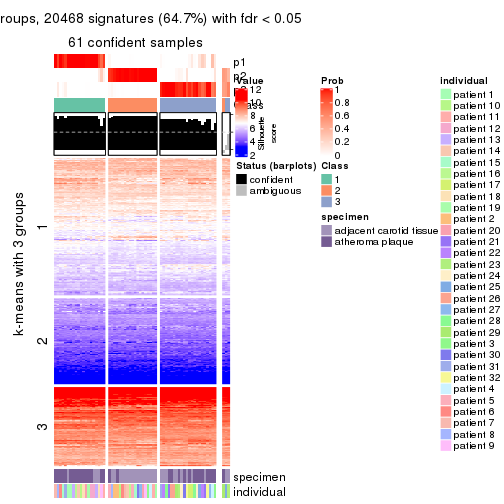 roups, 20468 signatures (64.7%) with fdr < 0.05
61 confident samples
p1
p2
p3
Class
Silhouette
score
k-means with 3 groups
1
2
3
specimen
individual
Value
12
10
8
6
4
2
Status (barplots)
confident
ambiguous
Prob
1
0.8
0.6
0.4
0.2
0
Class
1
2
3
specimen
adjacent carotid tissue
atheroma plaque
individual
patient 1
patient 10
patient 11
patient 12
patient 13
patient 14
patient 15
patient 16
patient 17
patient 18
patient 19
patient 2
patient 20
patient 21
patient 22
patient 23
patient 24
patient 25
patient 26
patient 27
patient 28
patient 29
patient 3
patient 30
patient 31
patient 32
patient 4
patient 5
patient 6
patient 7
patient 8
patient 9